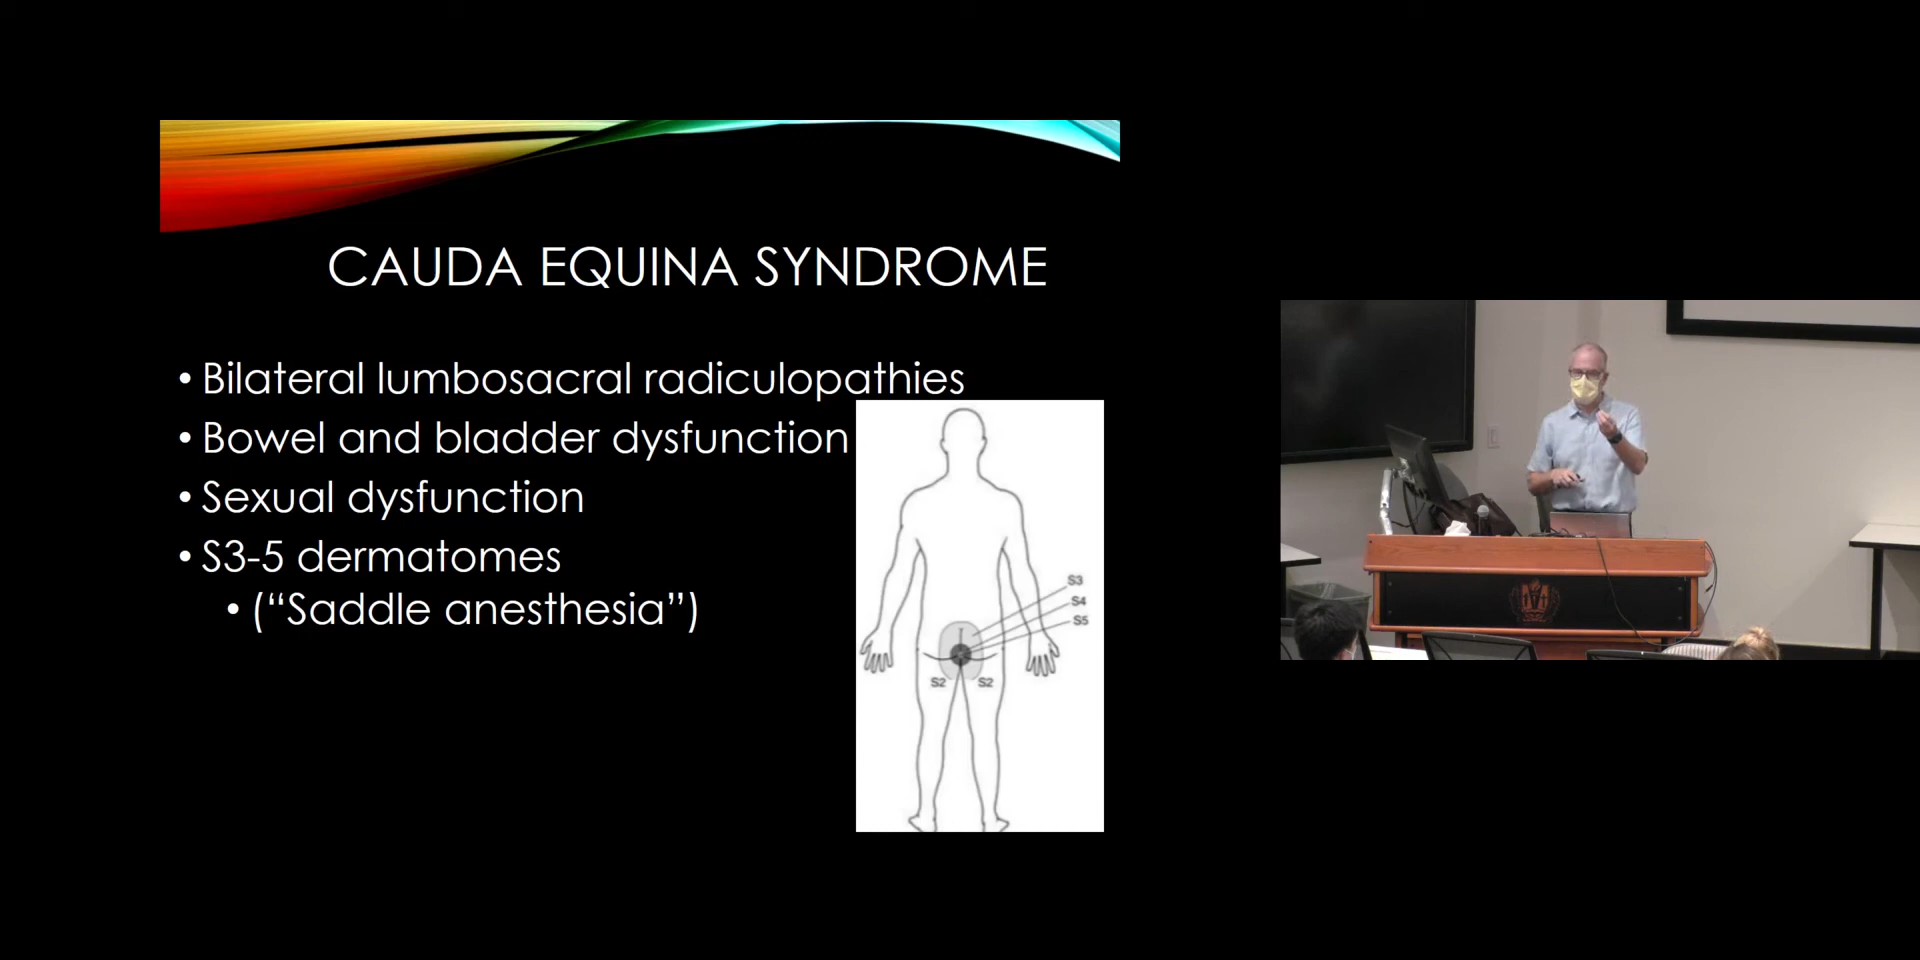 CAUDA EQUINA SYNDROME
• Bilateral lumbosacral radiculopathies
• Bowel and bladder dysfunction
• Sexual dysfunction
• S3-5 dermatomes
• (“Saddle anesthesia”)
S3
S4
S5
S2 S2